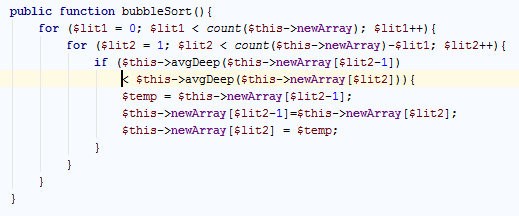 public function bubbleSort(){
for ($lit1 = 0; $lit1 < count($this->newArray); $lit1++){
for ($lit2 = 1; $lit2 < count($this->newArray)-$lit1; $lit2++){
if ($this->avgDeep($this->newArray[$lit2-1])
< $this->avgDeep($this->newArray[$lit2])){
$temp = $this->newArray[$lit2-1];
$this->newArray[$lit2-1]=$this->newArray[$lit2];
$this->newArray[$lit2] = $temp;
}
}
}
}